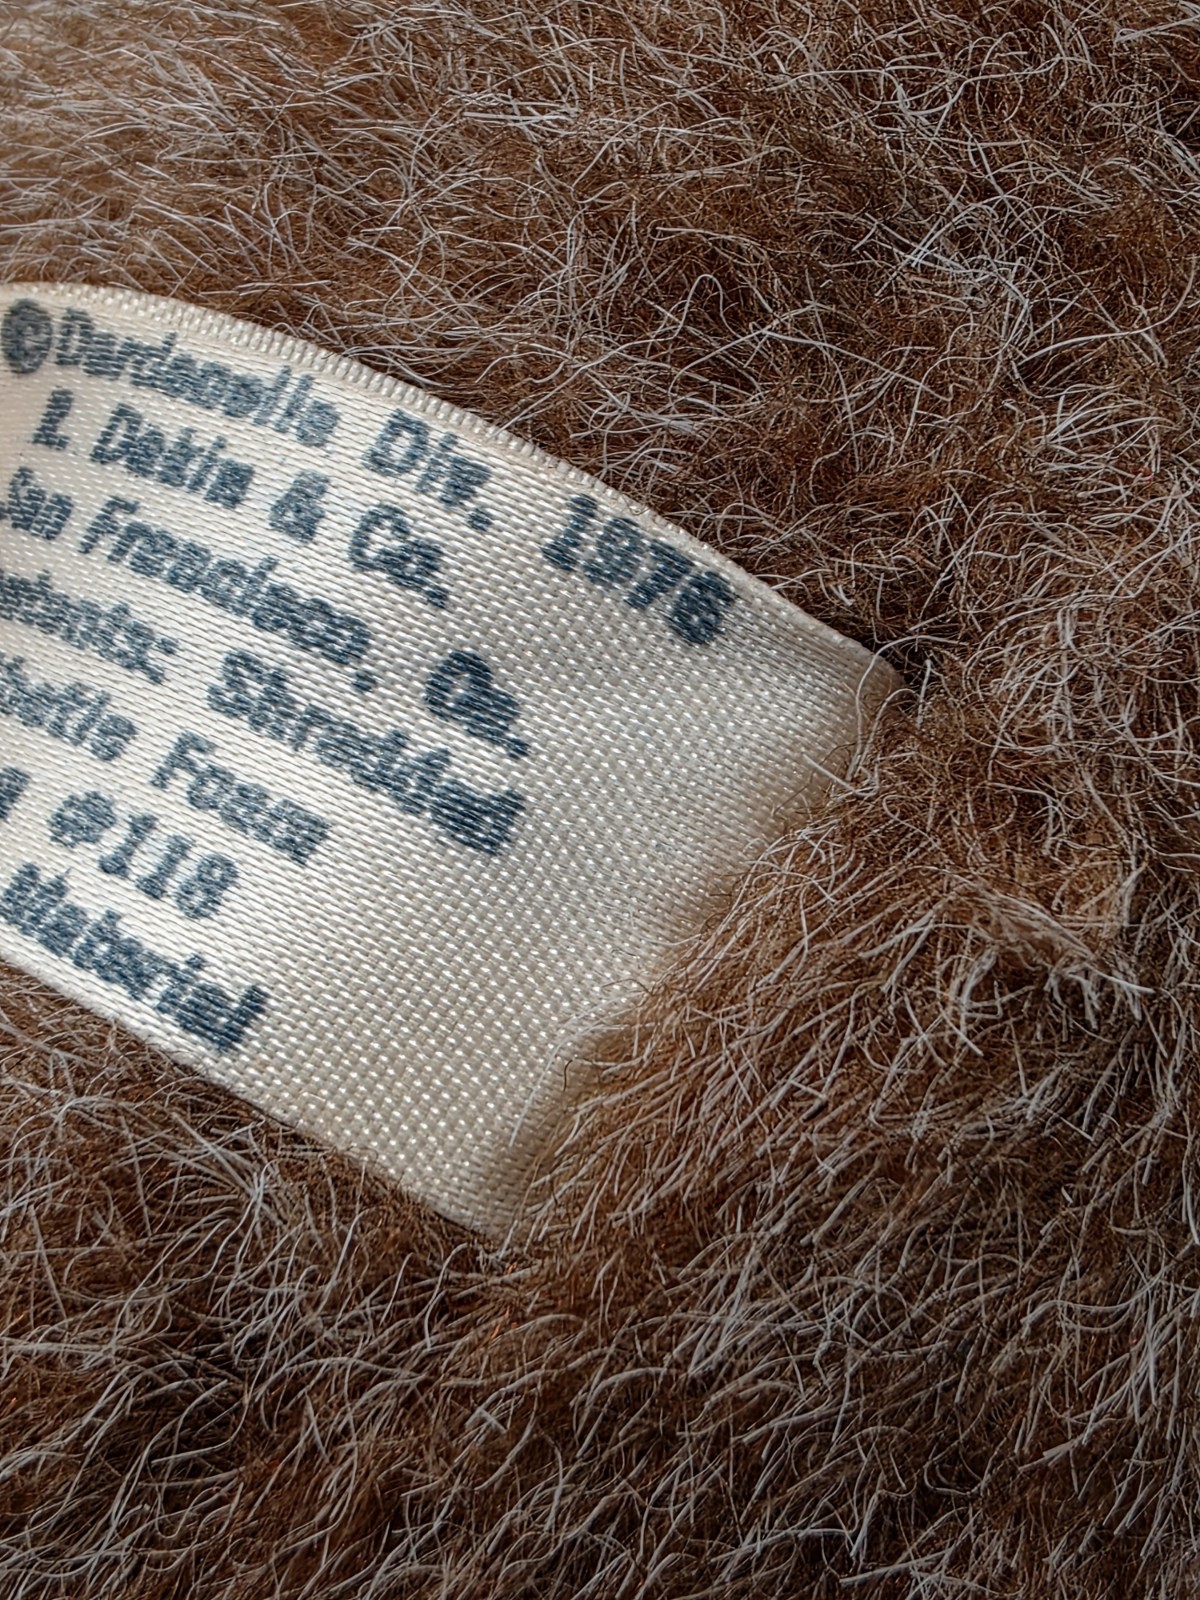 ©Dardanelle Div. 1976
R. Dakin & Co.
San Francisco, Ca.
Shredded
Foam
118
Material